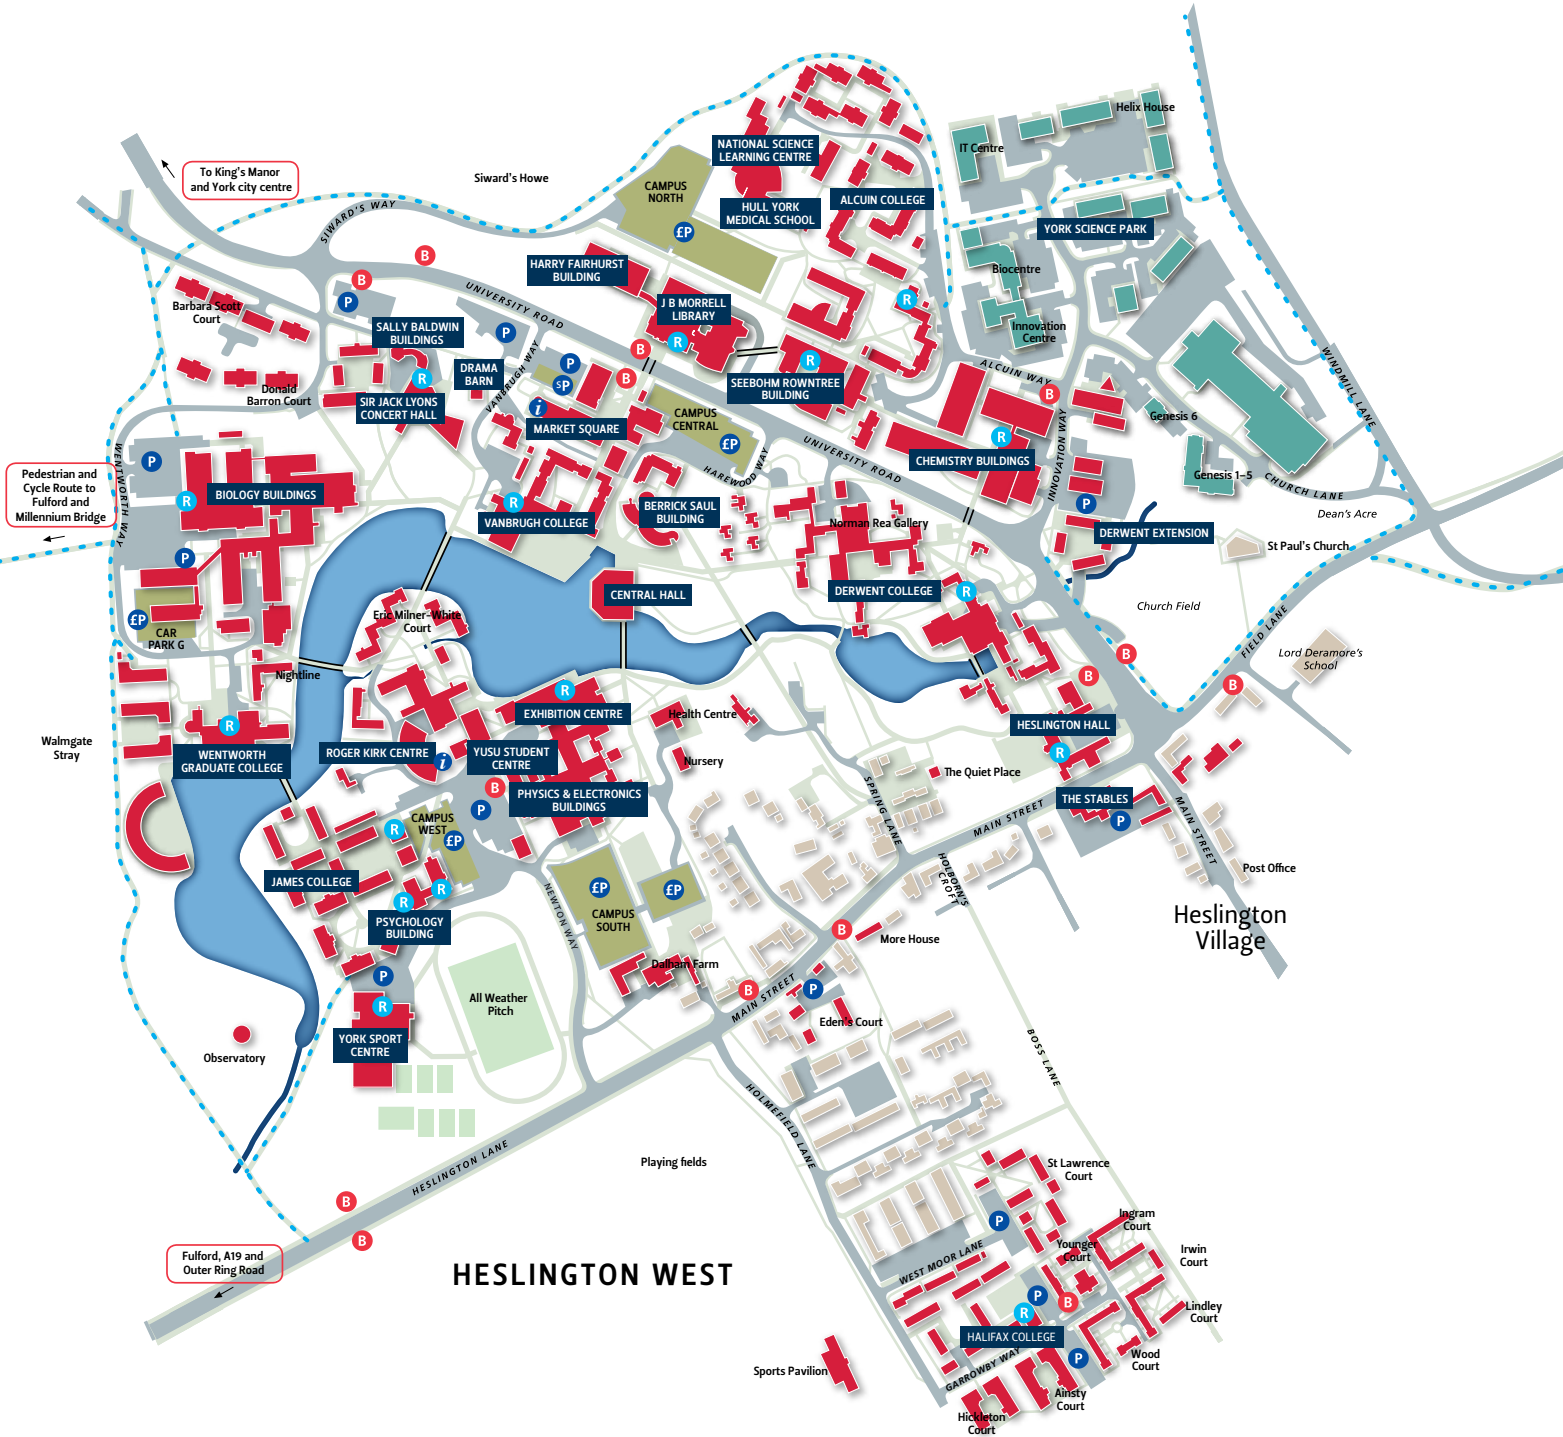 Helix House
IT Centre
NATIONAL SCIENCE
LEARNING CENTRE
To King's Manor
and York city centre
Siward's Howe
CAMPUS
NORTH
£P
HULL YORK
MEDICAL SCHOOL
ALCUIN COLLEGE
SIWARD'S WAY
YORK SCIENCE PARK
B
B
P
HARRY FAIRHURST
BUILDING
Biocentre
UNIVERSITY ROAD
J B MORRELL
LIBRARY
R
R
Barbara Scott
Court
SALLY BALDWIN
BUILDINGS
P
Innovation
Centre
B
R
VANBRUGH WAY
P
SP
B
DRAMA
BARN
R
SEEBOHM ROWNTREE
BUILDING
ALCUIN WAY
WINDMILL LANE
Donald
Barron Court
SIR JACK LYONS
CONCERT HALL
R
i
MARKET SQUARE
CAMPUS
CENTRAL
£P
B
Genesis 6
WENTWORTH WAY
P
UNIVERSITY ROAD
R
CHEMISTRY BUILDINGS
INNOVATION WAY
HAREWOOD WAY
Pedestrian and
Cycle Route to
Fulford and
Millennium Bridge
R
BIOLOGY BUILDINGS
Genesis 1–5
CHURCH LANE
P
R
VANBRUGH COLLEGE
BERRICK SAUL
BUILDING
Norman Rea Gallery
Dean's Acre
DERWENT EXTENSION
St Paul's Church
P
DERWENT COLLEGE
R
CENTRAL HALL
Church Field
£P
CAR
PARK G
Eric Milner-White
Court
FIELD LANE
Lord Deramore's
School
B
B
B
Nightline
R
EXHIBITION CENTRE
Health Centre
HESLINGTON HALL
R
R
WENTWORTH
GRADUATE COLLEGE
Walmgate
Stray
ROGER KIRK CENTRE
i
YUSU STUDENT
CENTRE
Nursery
The Quiet Place
B
PHYSICS & ELECTRONICS
BUILDINGS
THE STABLES
P
SPRING LANE
MAIN STREET
MAIN STREET
P
CAMPUS
WEST
£P
R
HOLBORN'S
CROFT
Post Office
JAMES COLLEGE
R
R
NEWTON WAY
£P
CAMPUS
SOUTH
£P
Heslington
Village
PSYCHOLOGY
BUILDING
B
More House
P
Dalham Farm
All Weather
Pitch
R
YORK SPORT
CENTRE
B
MAIN STREET
P
Eden's Court
Observatory
BOSS LANE
HOLMEFIELD LANE
HESLINGTON LANE
Playing fields
St Lawrence
Court
B
B
P
Ingram
Court
Younger
Court
Irwin
Court
Fulford, A19 and
Outer Ring Road
WEST MOOR LANE
HESLINGTON WEST
P
B
R
Lindley
Court
HALIFAX COLLEGE
P
Wood
Court
GARROWBY WAY
Sports Pavilion
Ainsty
Court
Hickleton
Court